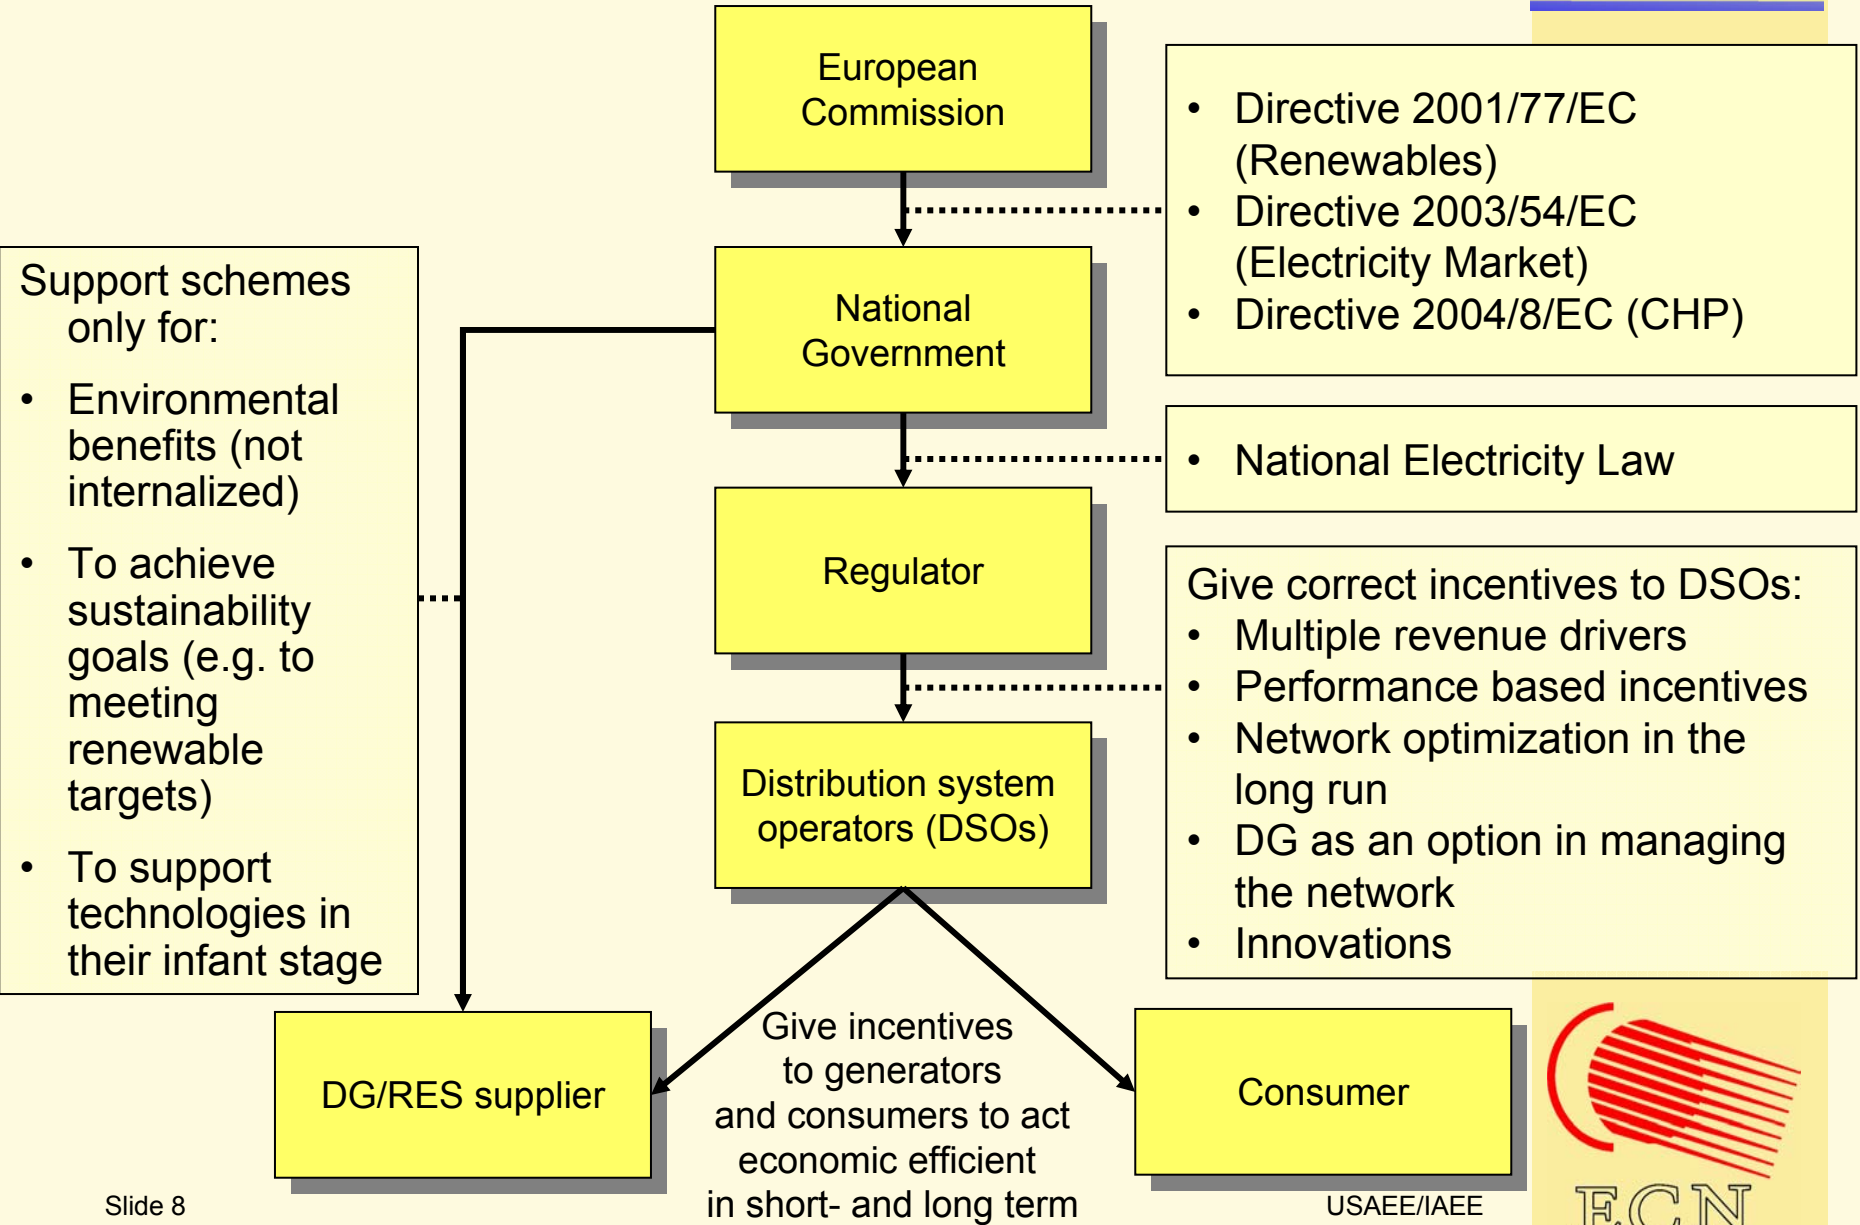 European
Commission
• Directive 2001/77/EC
(Renewables)
• Directive 2003/54/EC
(Electricity Market)
• Directive 2004/8/EC (CHP)
Support schemes
only for:
• Environmental
benefits (not
internalized)
• To achieve
sustainability
goals (e.g. to
meeting
renewable
targets)
• To support
technologies in
their infant stage
National
Government
• National Electricity Law
Regulator
Give correct incentives to DSOs:
• Multiple revenue drivers
• Performance based incentives
• Network optimization in the
long run
• DG as an option in managing
the network
• Innovations
Distribution system
operators (DSOs)
DG/RES supplier
Give incentives
to generators
and consumers to act
economic efficient
in short- and long term
Consumer
Slide 8
USAEE/IAEE
ECN